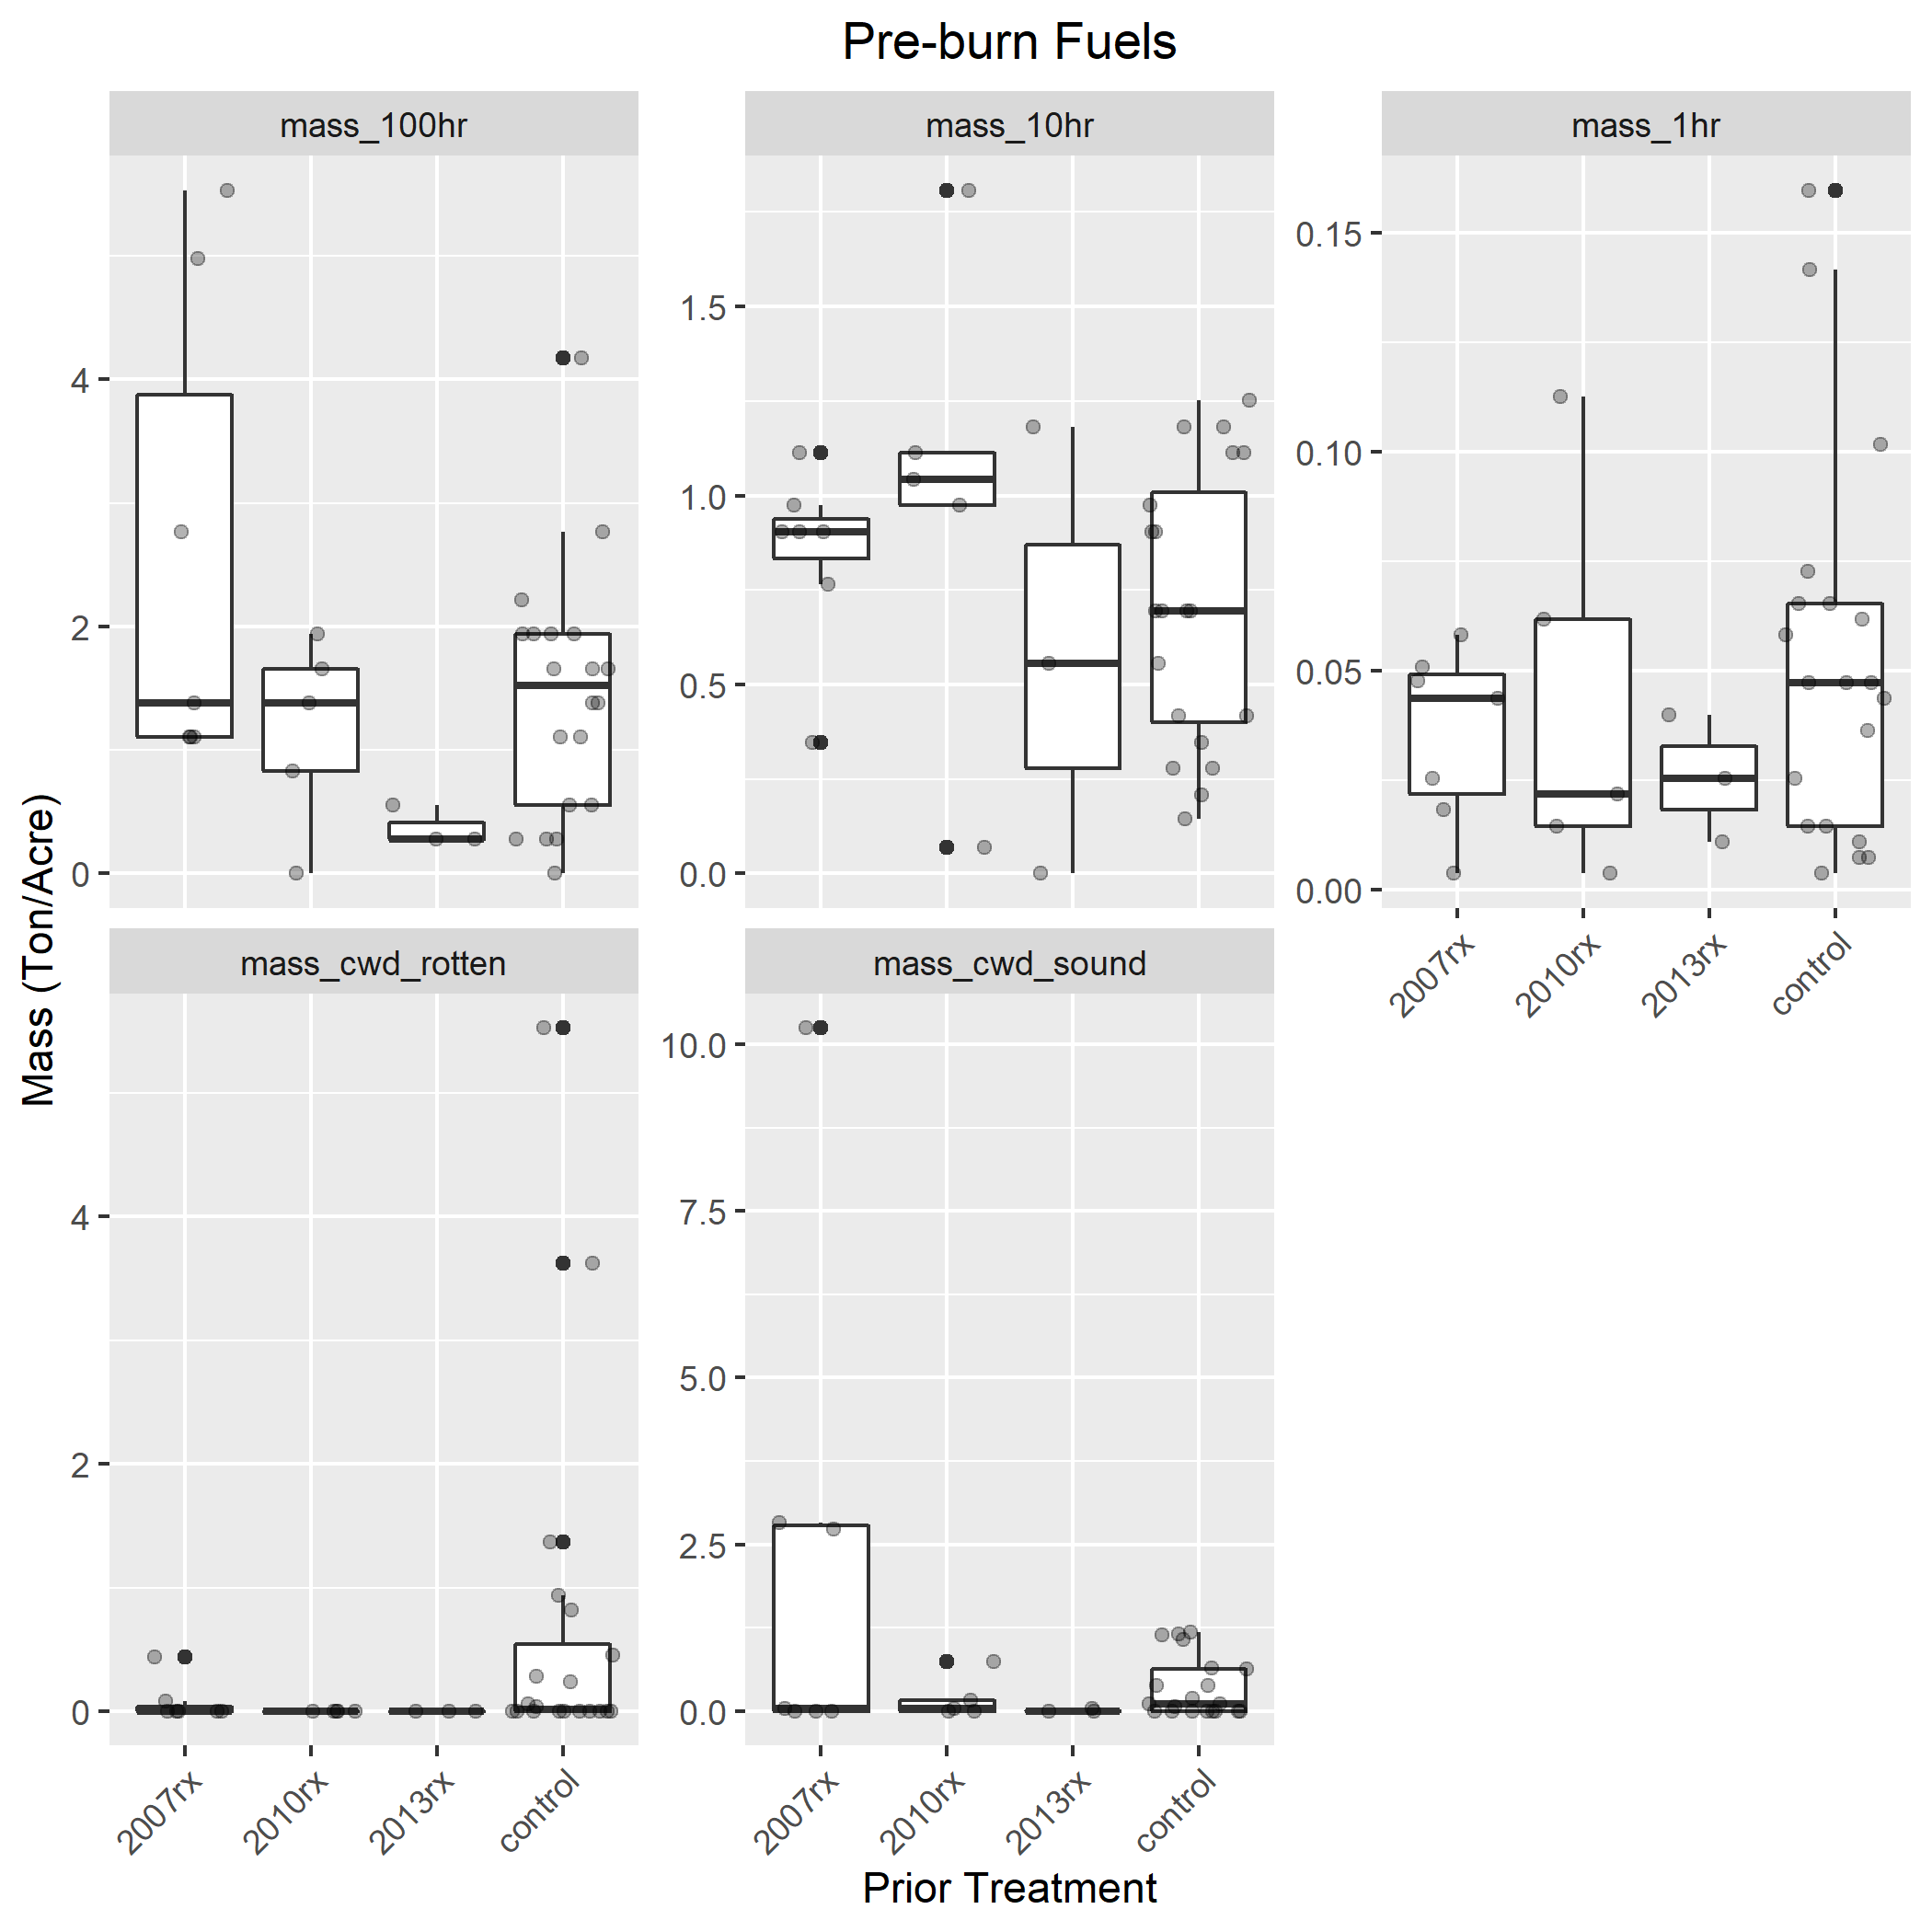 Pre-burn Fuels
mass_100hr
mass_10hr
mass_1hr
4
2
0
1.5
1.0
0.5
0.0
0.15
0.10
0.05
0.00
2007rx
2010rx
2013rx
control
Mass (Ton/Acre)
mass_cwd_rotten
mass_cwd_sound
4
2
0
10.0
7.5
5.0
2.5
0.0
2007rx
2010rx
2013rx
control
2007rx
2010rx
2013rx
control
Prior Treatment